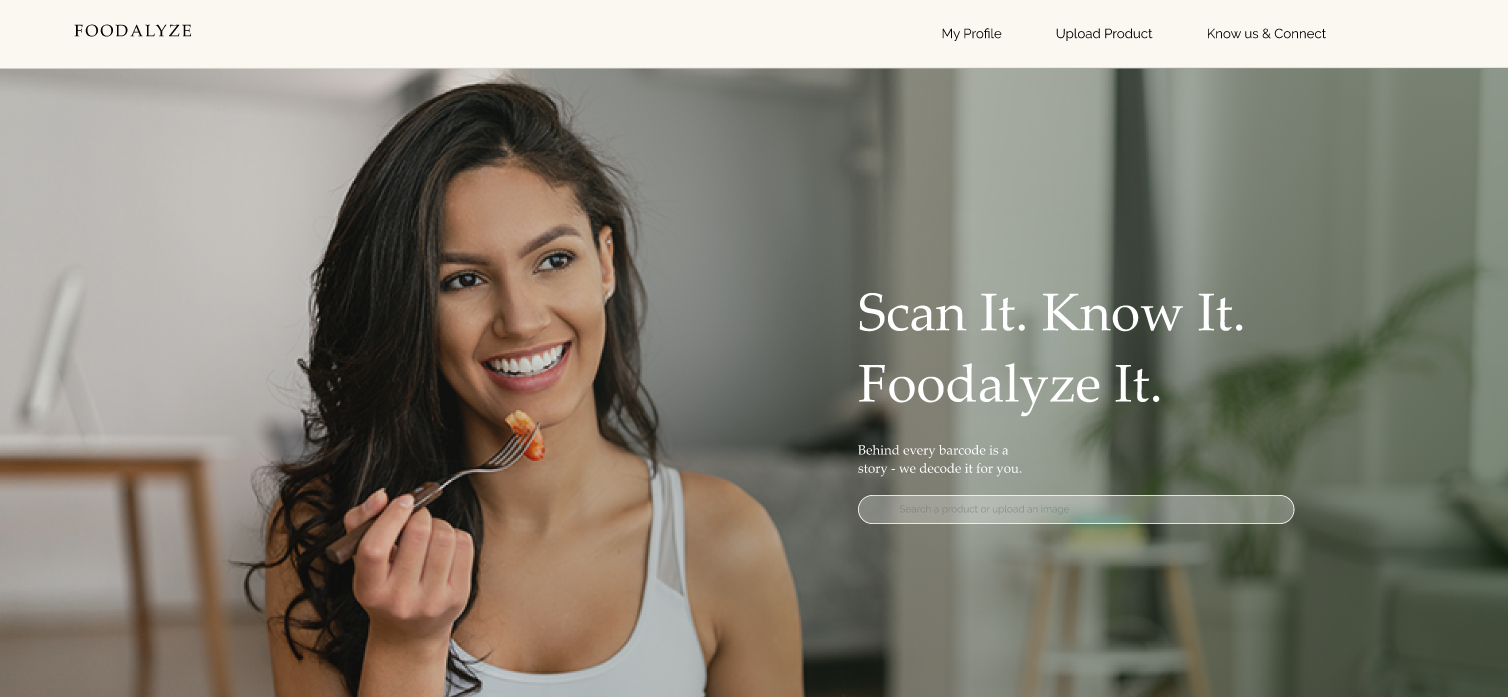 FOODALYZE
My Profile
Upload Product
Know us & Connect
Scan It. Know It.
Foodalyze It.
Behind every barcode is a
story - we decode it for you.
Search a product or upload an image